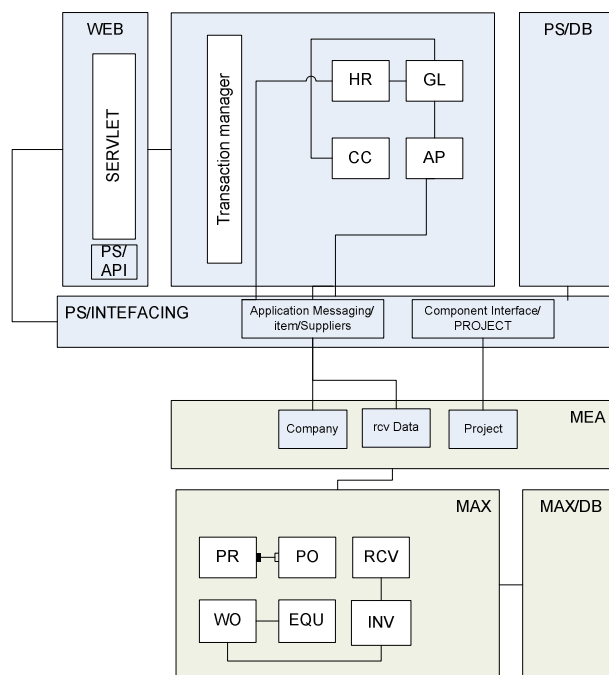 WEB
SERVLET
PS/
API
Transaction manager
HR
GL
CC
AP
PS/DB
PS/INTEFACING
Application Messaging/
item/Suppliers
Component Interface/
PROJECT
MEA
Company
rcv Data
Project
MAX
MAX/DB
PR
PO
RCV
WO
EQU
INV